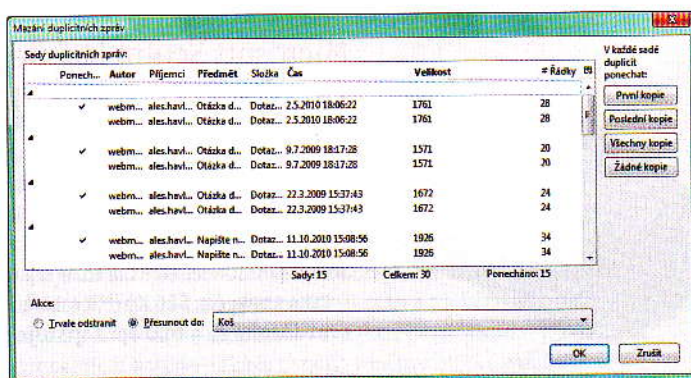 Mazání duplicitních zpráv
Sady duplicitních zpráv:
V každé sadě duplicit ponechat:
Ponech... Autor Příjemci Předmět Složka Čas Velikost # Řádky
webm... ales.havl... Otázka d... Dotaz... 2.5.2010 18:06:22 1761 28
webm... ales.havl... Otázka d... Dotaz... 2.5.2010 18:06:22 1761 28
webm... ales.havl... Otázka d... Dotaz... 9.7.2009 18:17:28 1571 20
webm... ales.havl... Otázka d... Dotaz... 9.7.2009 18:17:28 1571 20
webm... ales.havl... Otázka d... Dotaz... 22.3.2009 15:37:43 1672 24
webm... ales.havl... Otázka d... Dotaz... 22.3.2009 15:37:43 1672 24
webm... ales.havl... Napište n... Dotaz... 11.10.2010 15:08:56 1926 34
webm... ales.havl... Napište n... Dotaz... 11.10.2010 15:08:56 1926 34
Sady: 15 Celkem: 30 Ponecháno: 15
První kopie
Poslední kopie
Všechny kopie
Žádné kopie
Akce:
Trvale odstranit Přesunout do: Koš
OK Zrušit